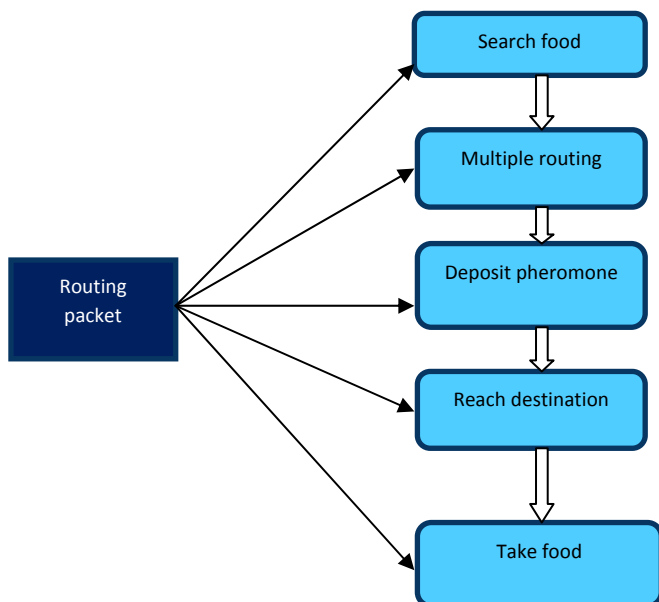 Search food
Multiple routing
Deposit pheromone
Routing
packet
Reach destination
Take food